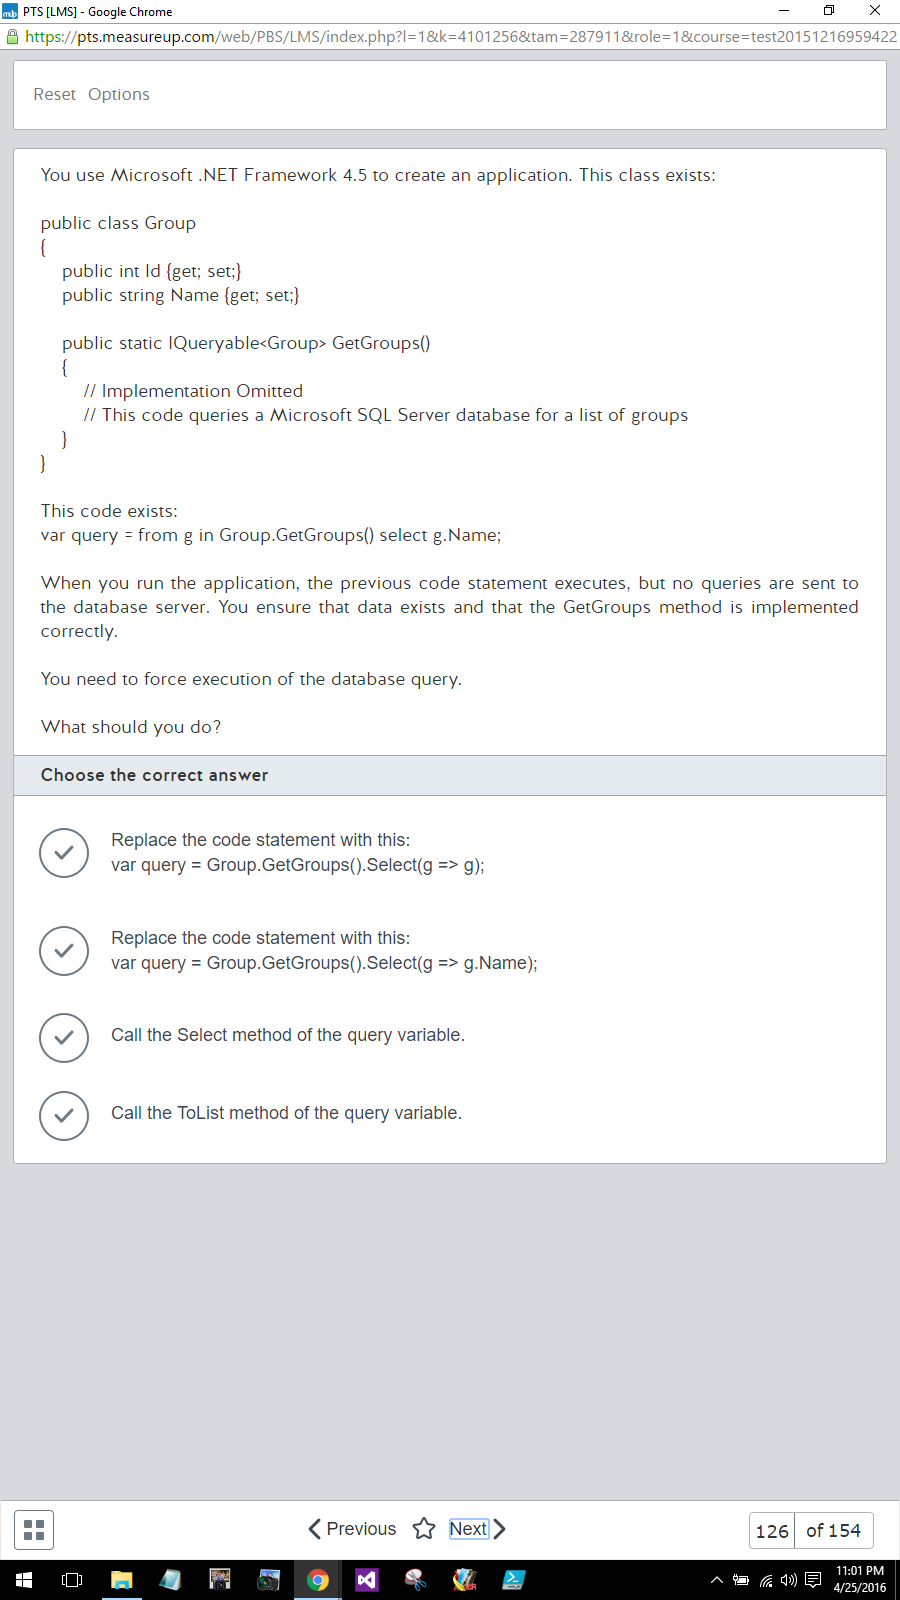 PTS [LMS] - Google Chrome
https://pts.measureup.com/web/PBS/LMS/index.php?l=1&k=4101256&tam=287911&role=1&course=test20151216959422
Reset Options
You use Microsoft .NET Framework 4.5 to create an application. This class exists:
public class Group
{
public int Id {get; set;}
public string Name {get; set;}
public static IQueryable<Group> GetGroups()
{
// Implementation Omitted
// This code queries a Microsoft SQL Server database for a list of groups
}
}
This code exists:
var query = from g in Group.GetGroups() select g.Name;
When you run the application, the previous code statement executes, but no queries are sent to
the database server. You ensure that data exists and that the GetGroups method is implemented
correctly.
You need to force execution of the database query.
What should you do?
Choose the correct answer
Replace the code statement with this:
var query = Group.GetGroups().Select(g => g);
Replace the code statement with this:
var query = Group.GetGroups().Select(g => g.Name);
Call the Select method of the query variable.
Call the ToList method of the query variable.
Previous Next 126 of 154
11:01 PM
4/25/2016